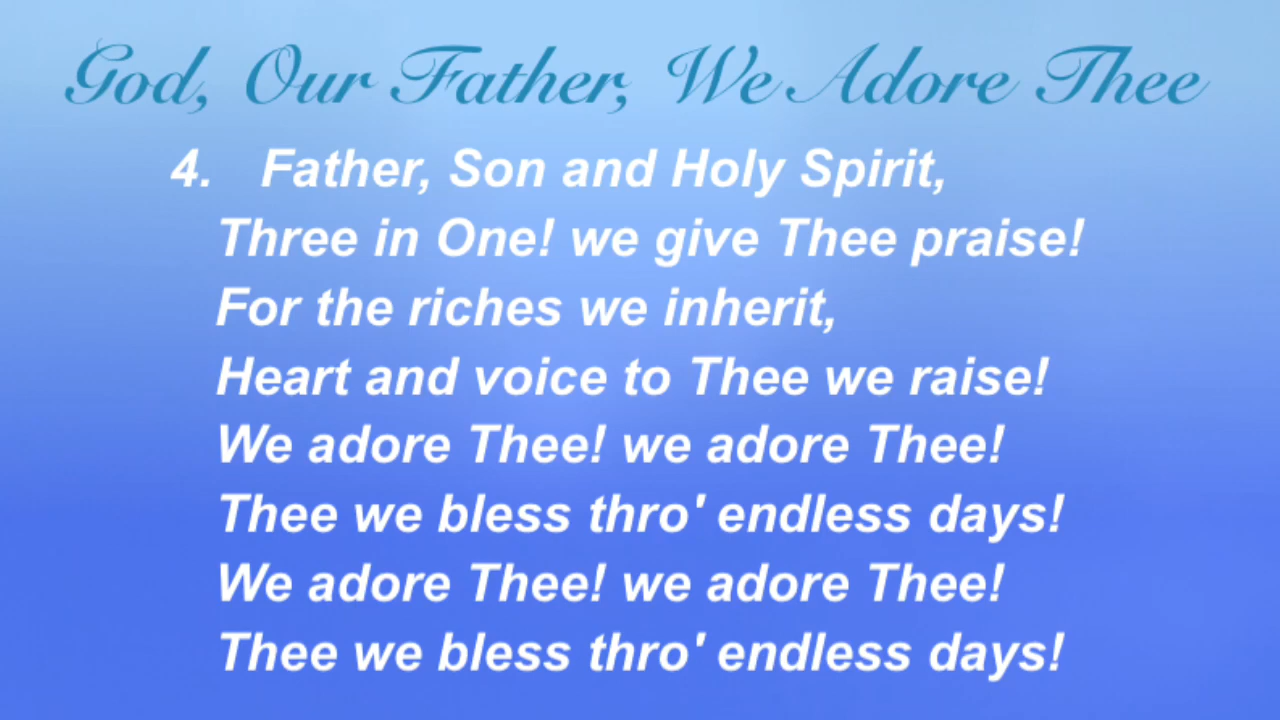 God, Our Father, We Adore Thee
4. Father, Son and Holy Spirit,
Three in One! we give Thee praise!
For the riches we inherit,
Heart and voice to Thee we raise!
We adore Thee! we adore Thee!
Thee we bless thro' endless days!
We adore Thee! we adore Thee!
Thee we bless thro' endless days!